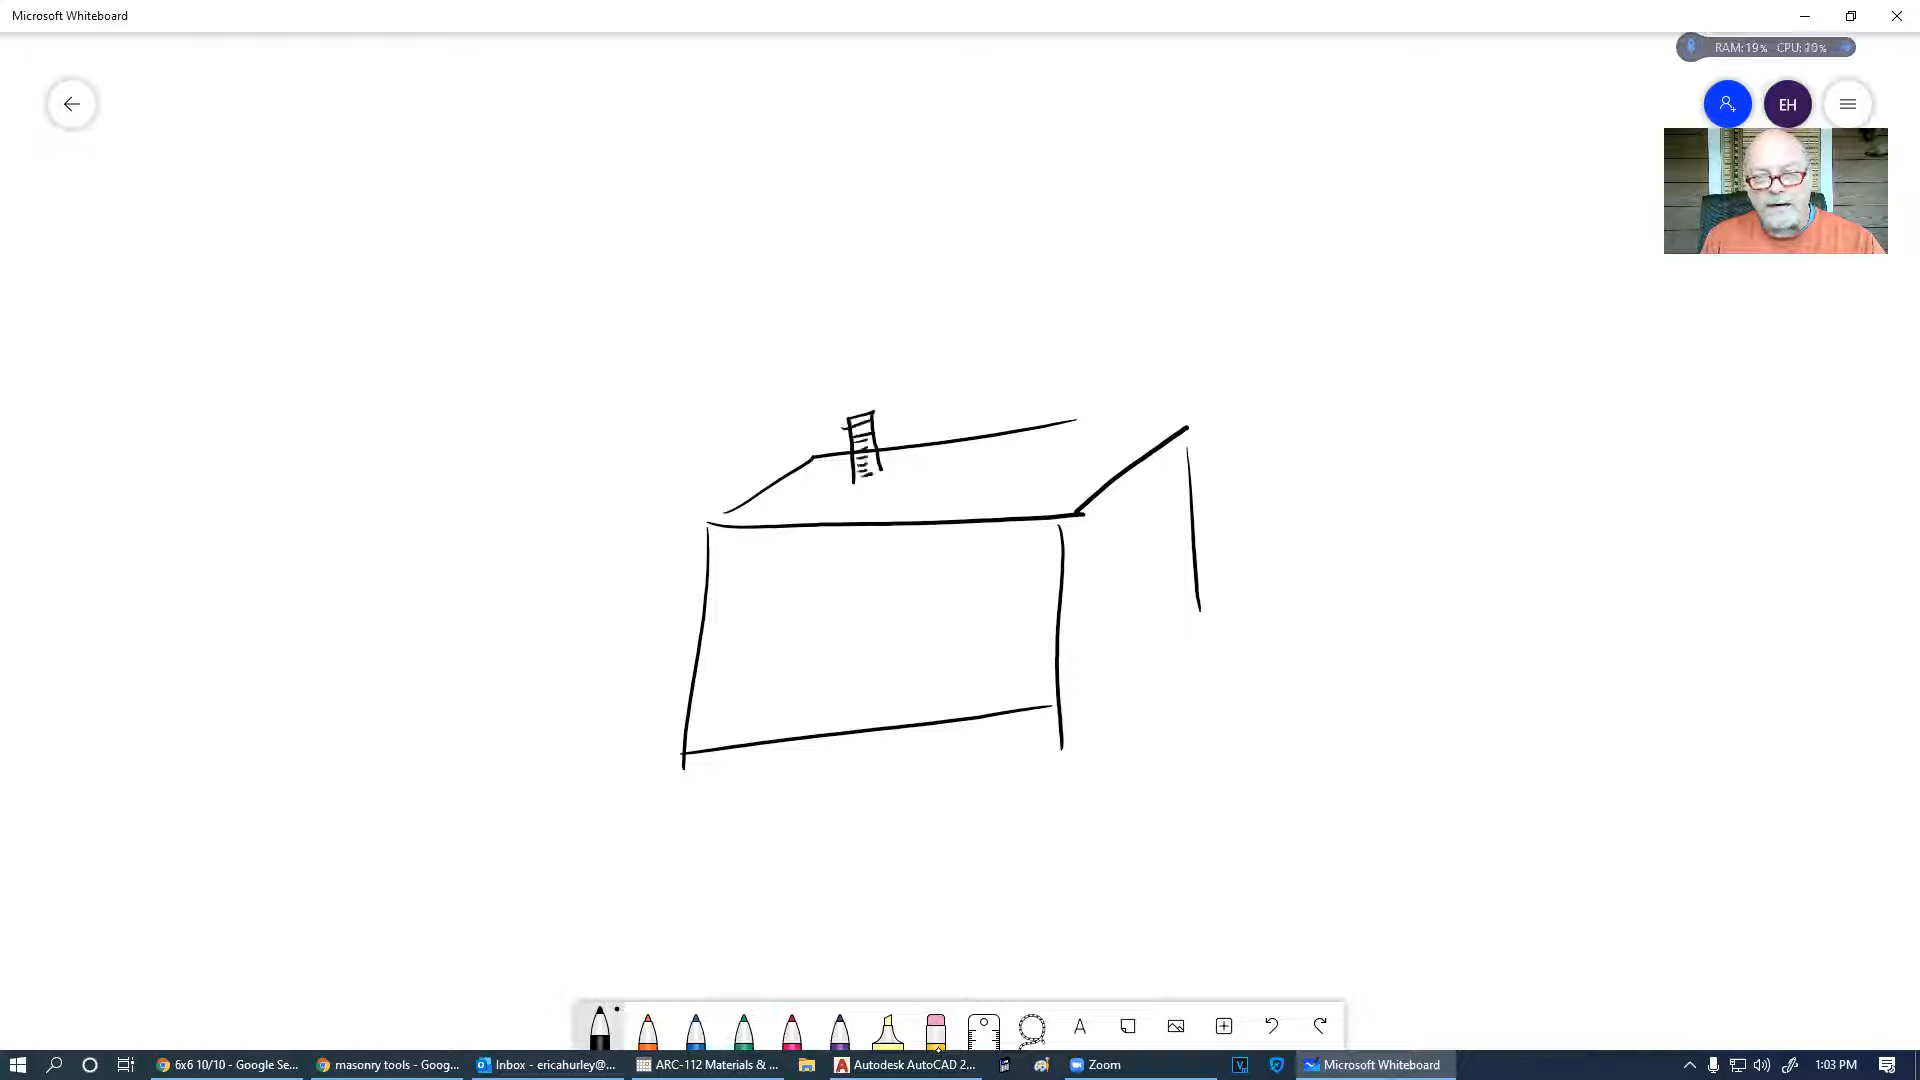 Microsoft Whiteboard
RAM:19% CPU:
EH
A
6x6 10/10 - Google Se...
masonry tools - Goog...
Inbox - ericahurley@...
ARC-112 Materials & ...
Autodesk AutoCAD 2...
Zoom
Microsoft Whiteboard
1:03 PM